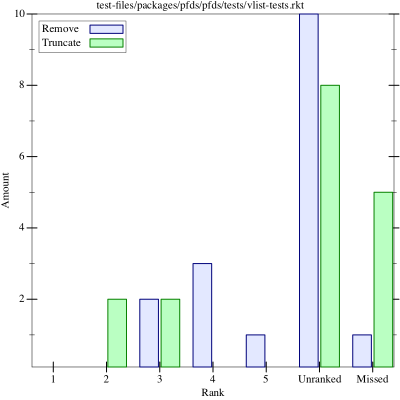 test-files/packages/pfds/pfds/tests/vlist-tests.rkt
10
Remove
Truncate
8
6
Amount
4
2
1 2 3 4 5 Unranked Missed
Rank